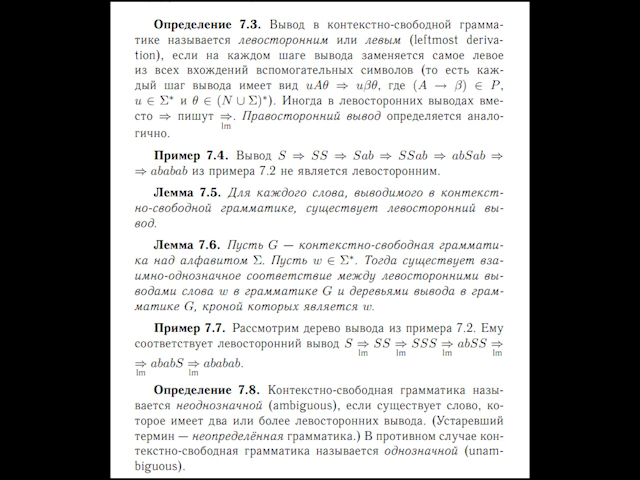 Определение 7.3. Вывод в контекстно-свободной грамма-
тике называется левосторонним или левым (leftmost deriva-
tion), если на каждом шаге вывода заменяется самое левое
из всех вхождений вспомогательных символов (то есть каж-
дый шаг вывода имеет вид uAθ ⇒ uβθ, где (A → β) ∈ P,
u ∈ Σ* и θ ∈ (N ∪ Σ)*). Иногда в левосторонних выводах вме-
сто ⇒ пишут ⇒. Правосторонний вывод определяется анало-
lm
гично.
Пример 7.4. Вывод S ⇒ SS ⇒ Sab ⇒ SSab ⇒ abSab ⇒
⇒ ababab из примера 7.2 не является левосторонним.
Лемма 7.5. Для каждого слова, выводимого в контекст-
но-свободной грамматике, существует левосторонний вы-
вод.
Лемма 7.6. Пусть G — контекстно-свободная граммати-
ка над алфавитом Σ. Пусть w ∈ Σ*. Тогда существует вза-
имно-однозначное соответствие между левосторонними вы-
водами слова w в грамматике G и деревьями вывода в грам-
матике G, кроной которых является w.
Пример 7.7. Рассмотрим дерево вывода из примера 7.2. Ему
соответствует левосторонний вывод S ⇒ SS ⇒ SSS ⇒ abSS ⇒
lm lm lm lm
⇒ ababS ⇒ ababab.
lm lm
Определение 7.8. Контекстно-свободная грамматика назы-
вается неоднозначной (ambiguous), если существует слово, ко-
торое имеет два или более левосторонних вывода. (Устаревший
термин — неопределённая грамматика.) В противном случае кон-
текстно-свободная грамматика называется однозначной (unam-
biguous).